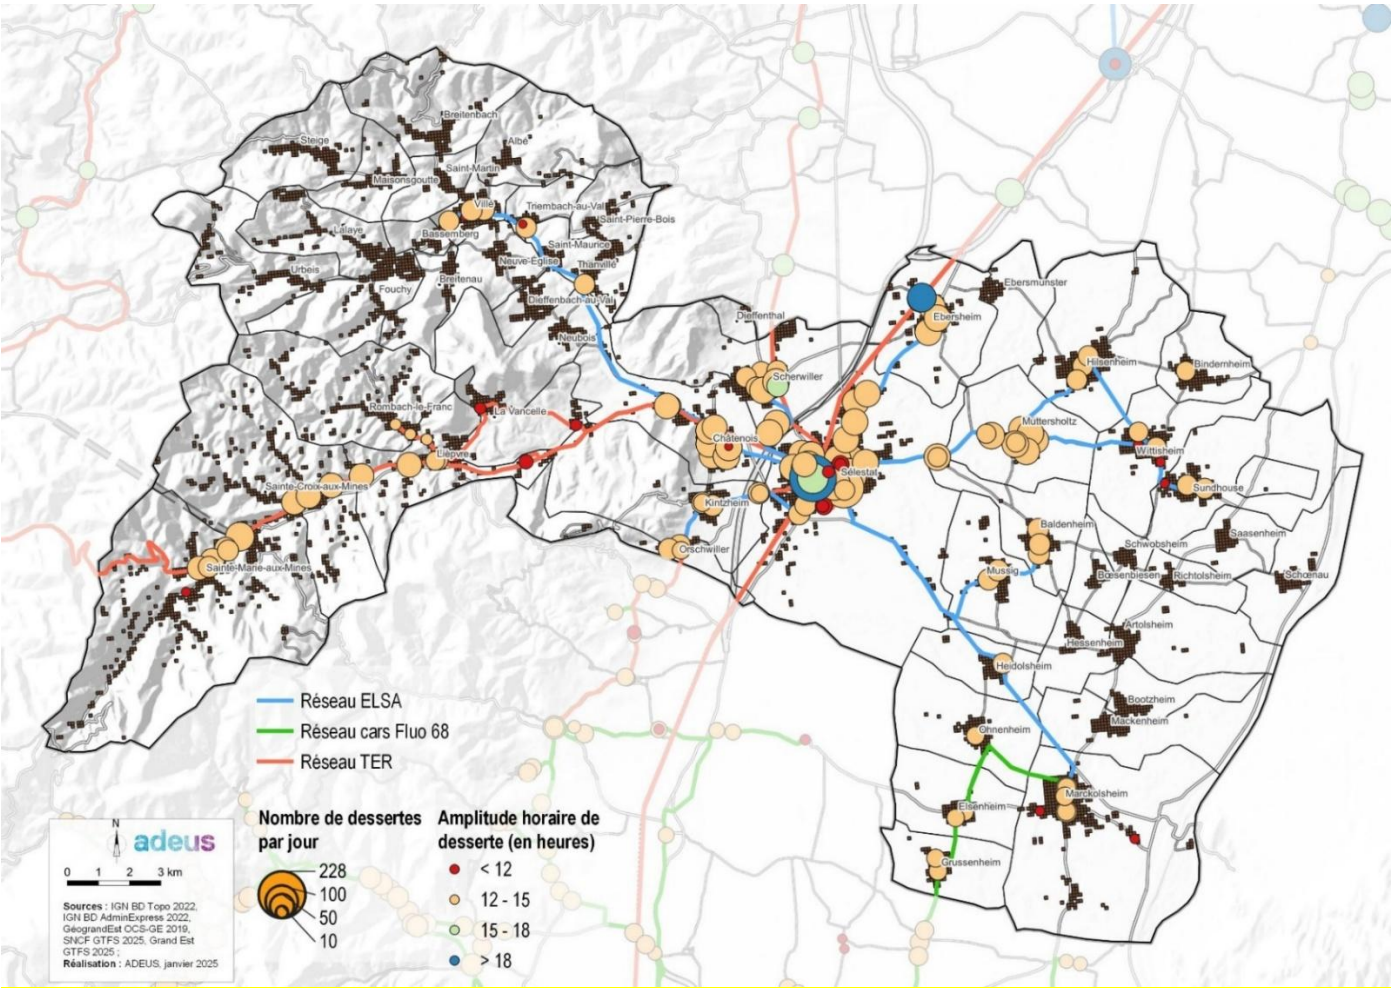 Breitenbach
Steige
Albé
Saint-Martin
Maisonsgoutte
Villé
Triembach-au-Val
Saint-Pierre-Bois
Lalaye
Bassemberg
Saint-Maurice
Neuve-Eglise
Thanvillé
Urbeis
Breitenau
Fouchy
Dieffenbach-au-Val
Neubois
Ebersmunster
Dieffenthal
Ebersheim
Hilsenheim
Bindernheim
Scherwiller
Rombach-le-Franc
La Vancelle
Muttersholtz
Châtenois
Wittisheim
Lièpvre
Sélestat
Sainte-Croix-aux-Mines
Sundhouse
Kintzheim
Baldenheim
Saasenheim
Orschwiller
Schwobsheim
Sainte-Marie-aux-Mines
Mussig
Bœsenbiesen
Richtolsheim
Schœnau
Artolsheim
Hessenheim
Heidolsheim
Bootzheim
Mackenheim
Ohnenheim
Marckolsheim
Elsenheim
Grussenheim
Réseau ELSA
Réseau cars Fluo 68
Réseau TER
Nombre de dessertes
par jour
228
100
50
10
Amplitude horaire de
desserte (en heures)
< 12
12 - 15
15 - 18
> 18
N
adeus
0 1 2 3 km
Sources : IGN BD Topo 2022,
IGN BD AdminExpress 2022,
GéograndEst OCS-GE 2019,
SNCF GTFS 2025, Grand Est
GTFS 2025 ;
Réalisation : ADEUS, janvier 2025